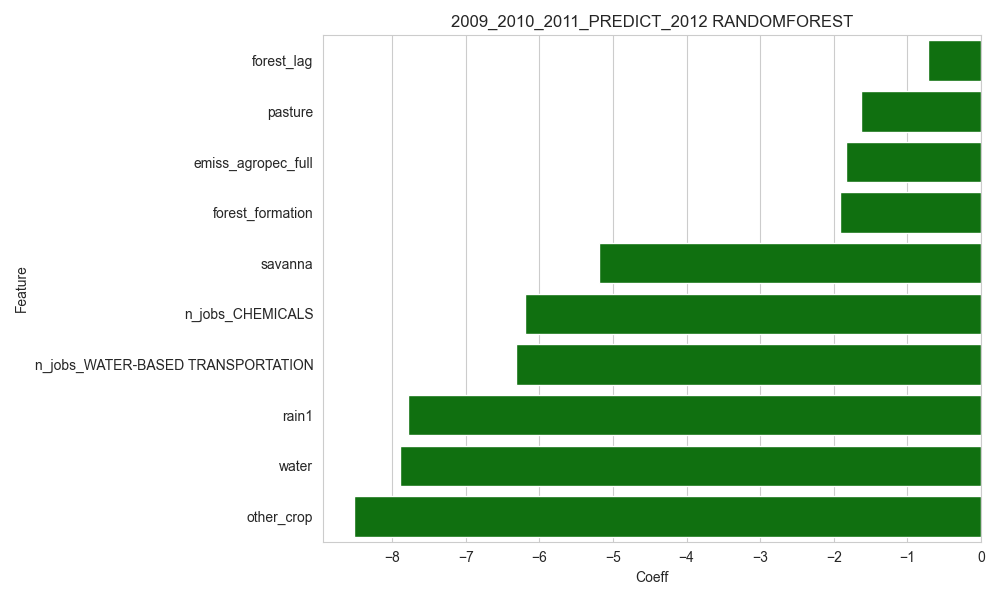 2009_2010_2011_PREDICT_2012 RANDOMFOREST
forest_lag
pasture
emiss_agropec_full
forest_formation
savanna
n_jobs_CHEMICALS
n_jobs_WATER-BASED TRANSPORTATION
rain1
water
other_crop
Feature
−8 −7 −6 −5 −4 −3 −2 −1 0
Coeff